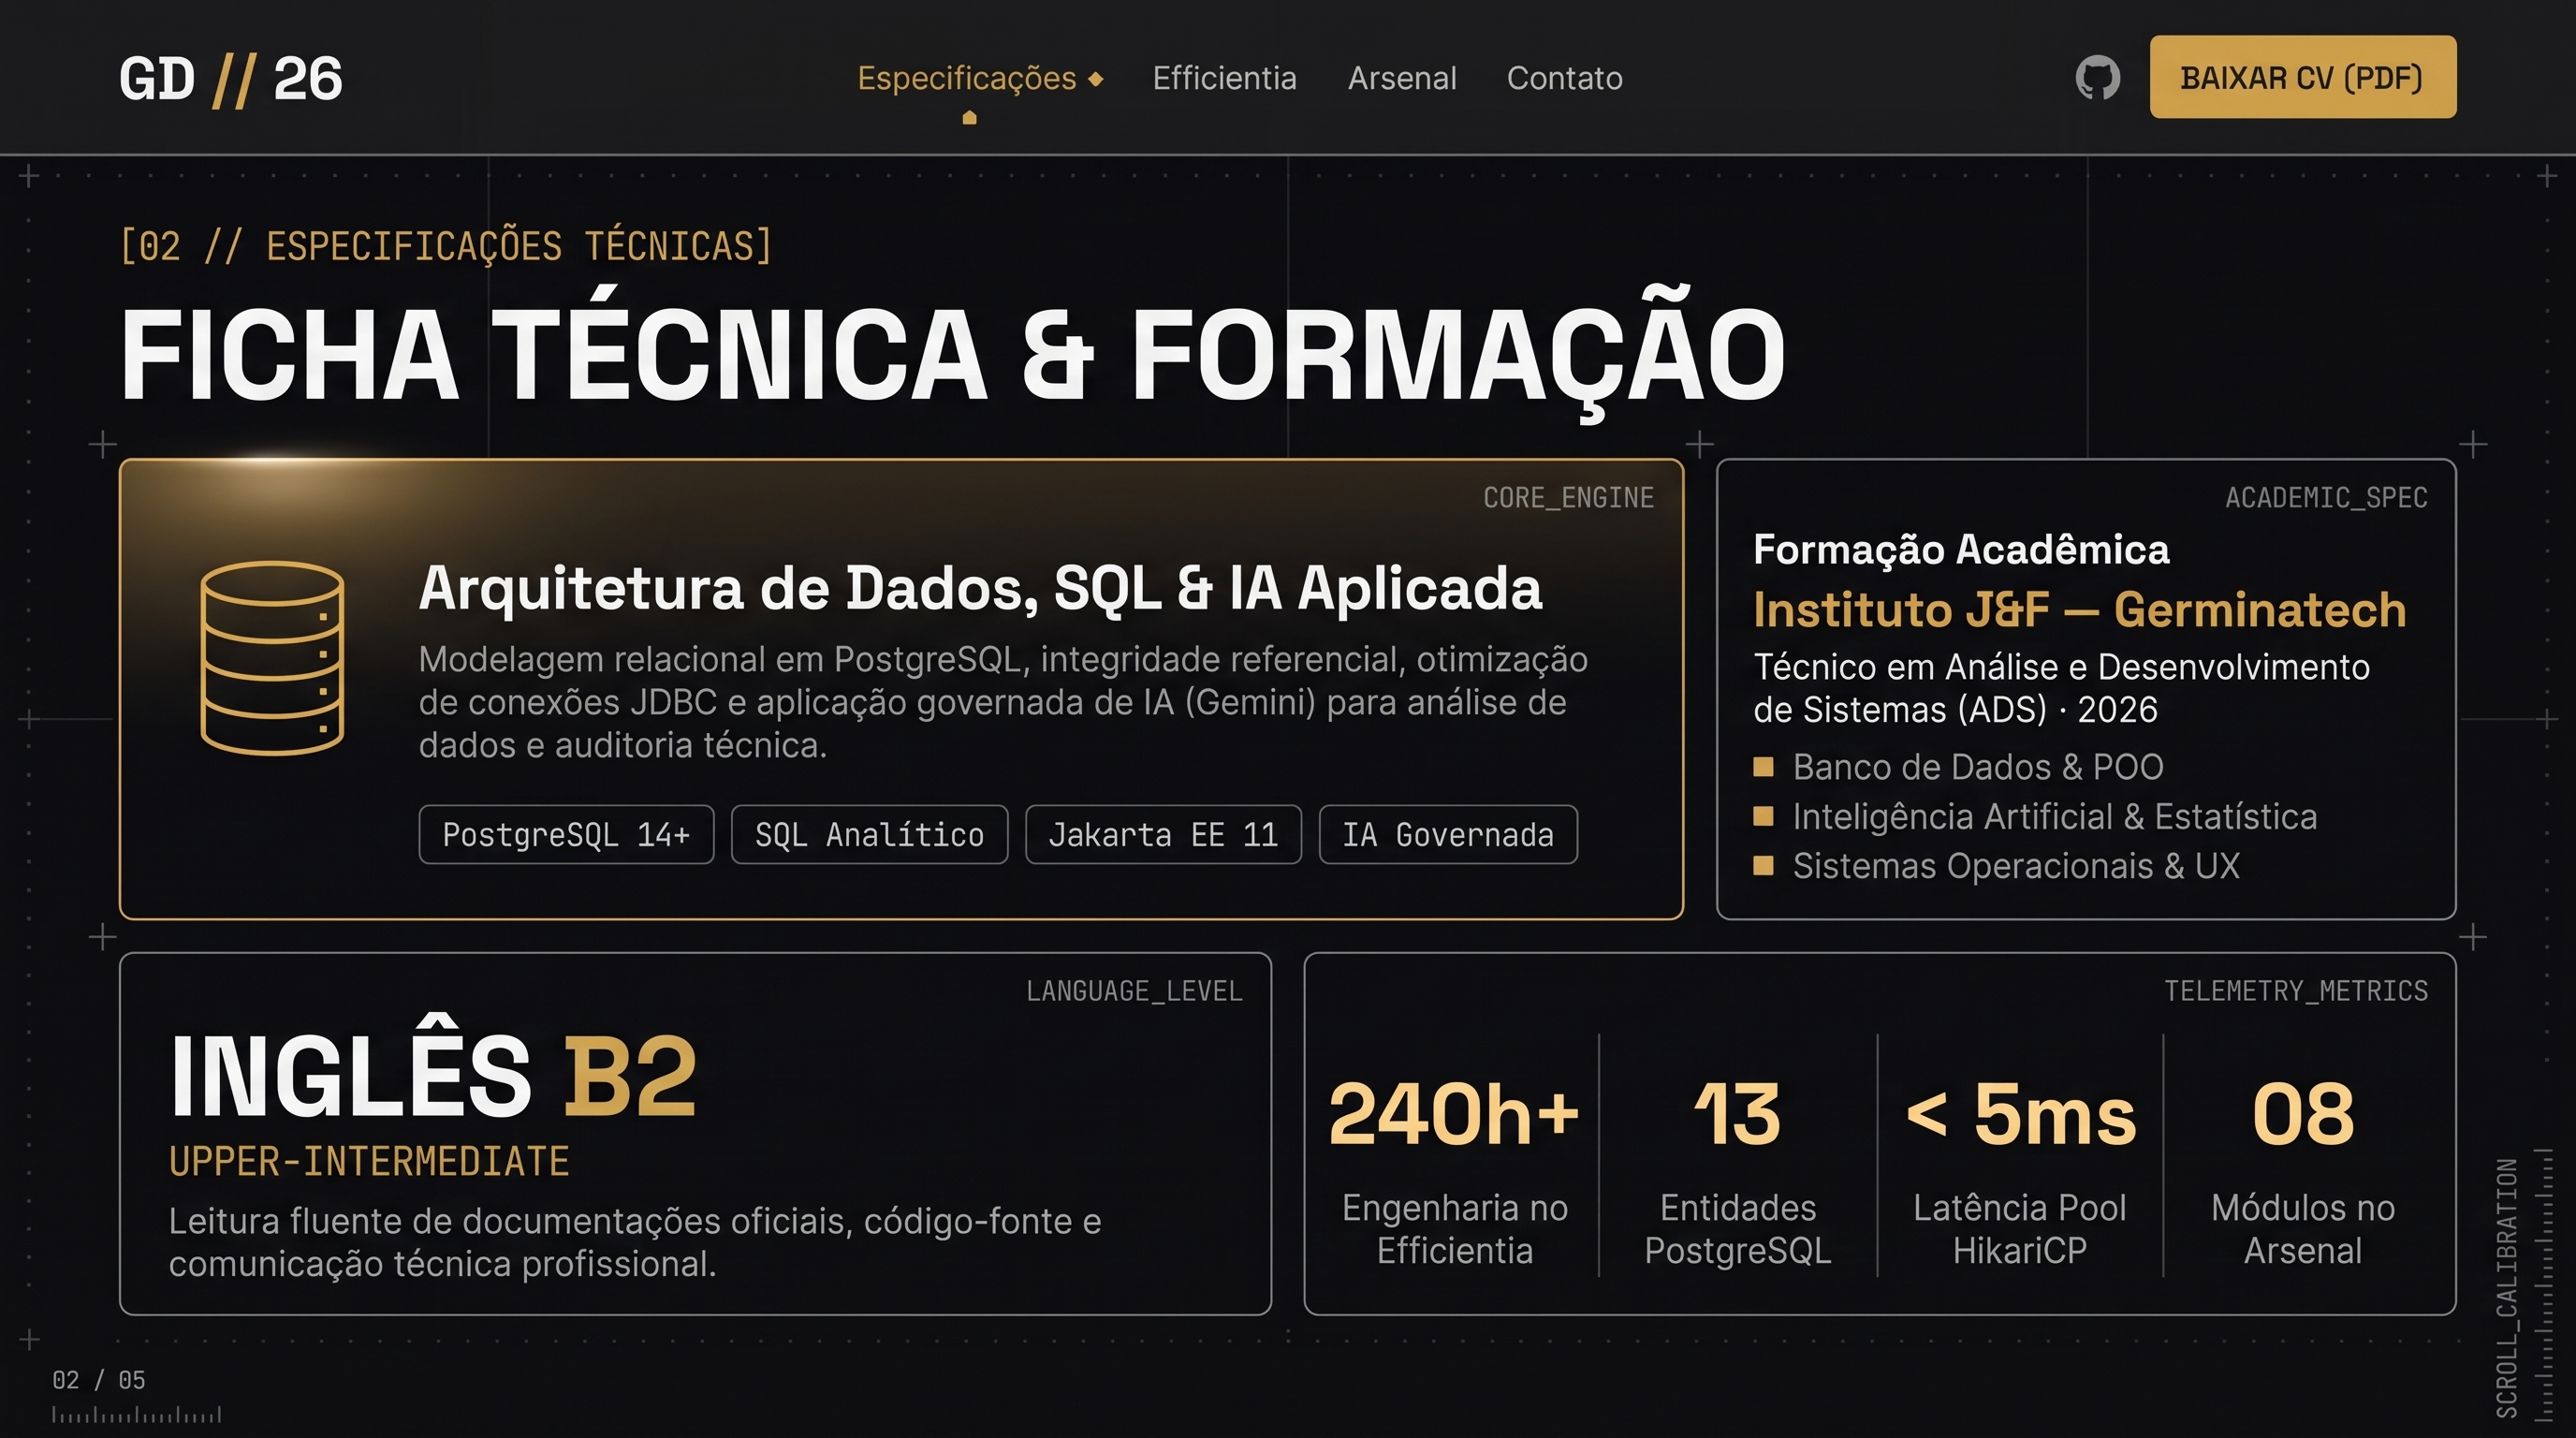 GD // 26
Especificações
Efficientia
Arsenal
Contato
BAIXAR CV (PDF)
[02 // ESPECIFICAÇÕES TÉCNICAS]
FICHA TÉCNICA & FORMAÇÃO
CORE_ENGINE
Arquitetura de Dados, SQL & IA Aplicada
Modelagem relacional em PostgreSQL, integridade referencial, otimização
de conexões JDBC e aplicação governada de IA (Gemini) para análise de
dados e auditoria técnica.
PostgreSQL 14+
SQL Analítico
Jakarta EE 11
IA Governada
ACADEMIC_SPEC
Formação Acadêmica
Instituto J&F — Germinatech
Técnico em Análise e Desenvolvimento
de Sistemas (ADS) · 2026
Banco de Dados & POO
Inteligência Artificial & Estatística
Sistemas Operacionais & UX
LANGUAGE_LEVEL
INGLÊS B2
UPPER-INTERMEDIATE
Leitura fluente de documentações oficiais, código-fonte e
comunicação técnica profissional.
TELEMETRY_METRICS
240h+
Engenharia no
Efficientia
13
Entidades
PostgreSQL
< 5ms
Latência Pool
HikariCP
08
Módulos no
Arsenal
SCROLL_CALIBRATION
02 / 05